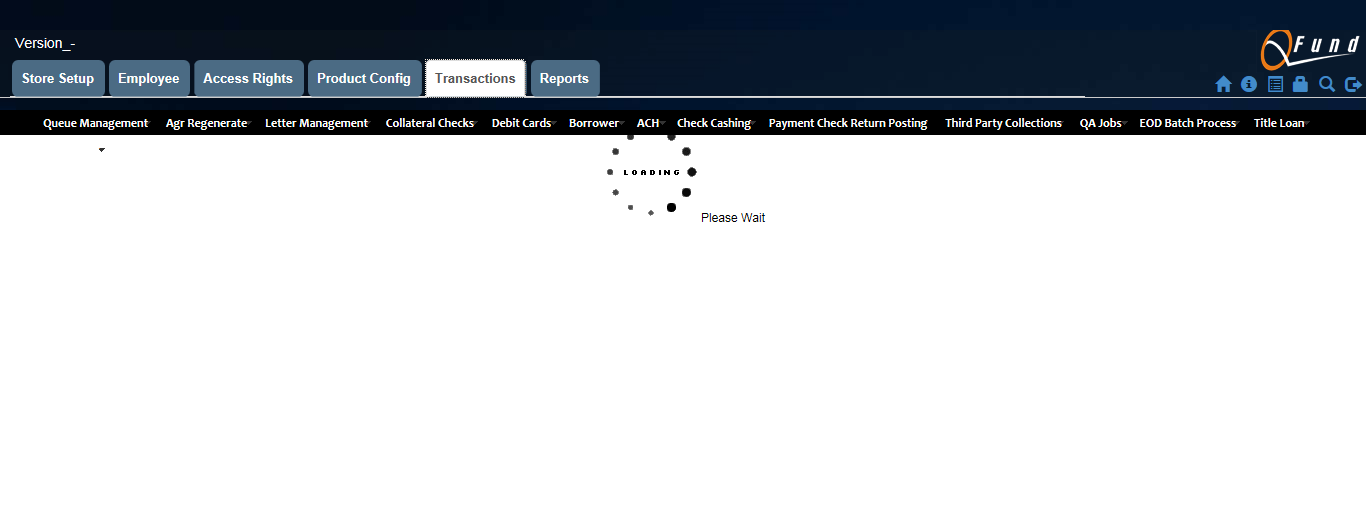 Version_-
QFund
Store Setup Employee Access Rights Product Config Transactions Reports
Queue Management Agr Regenerate Letter Management Collateral Checks Debit Cards Borrower ACH Check Cashing Payment Check Return Posting Third Party Collections QA Jobs EOD Batch Process Title Loan
LOADING
Please Wait